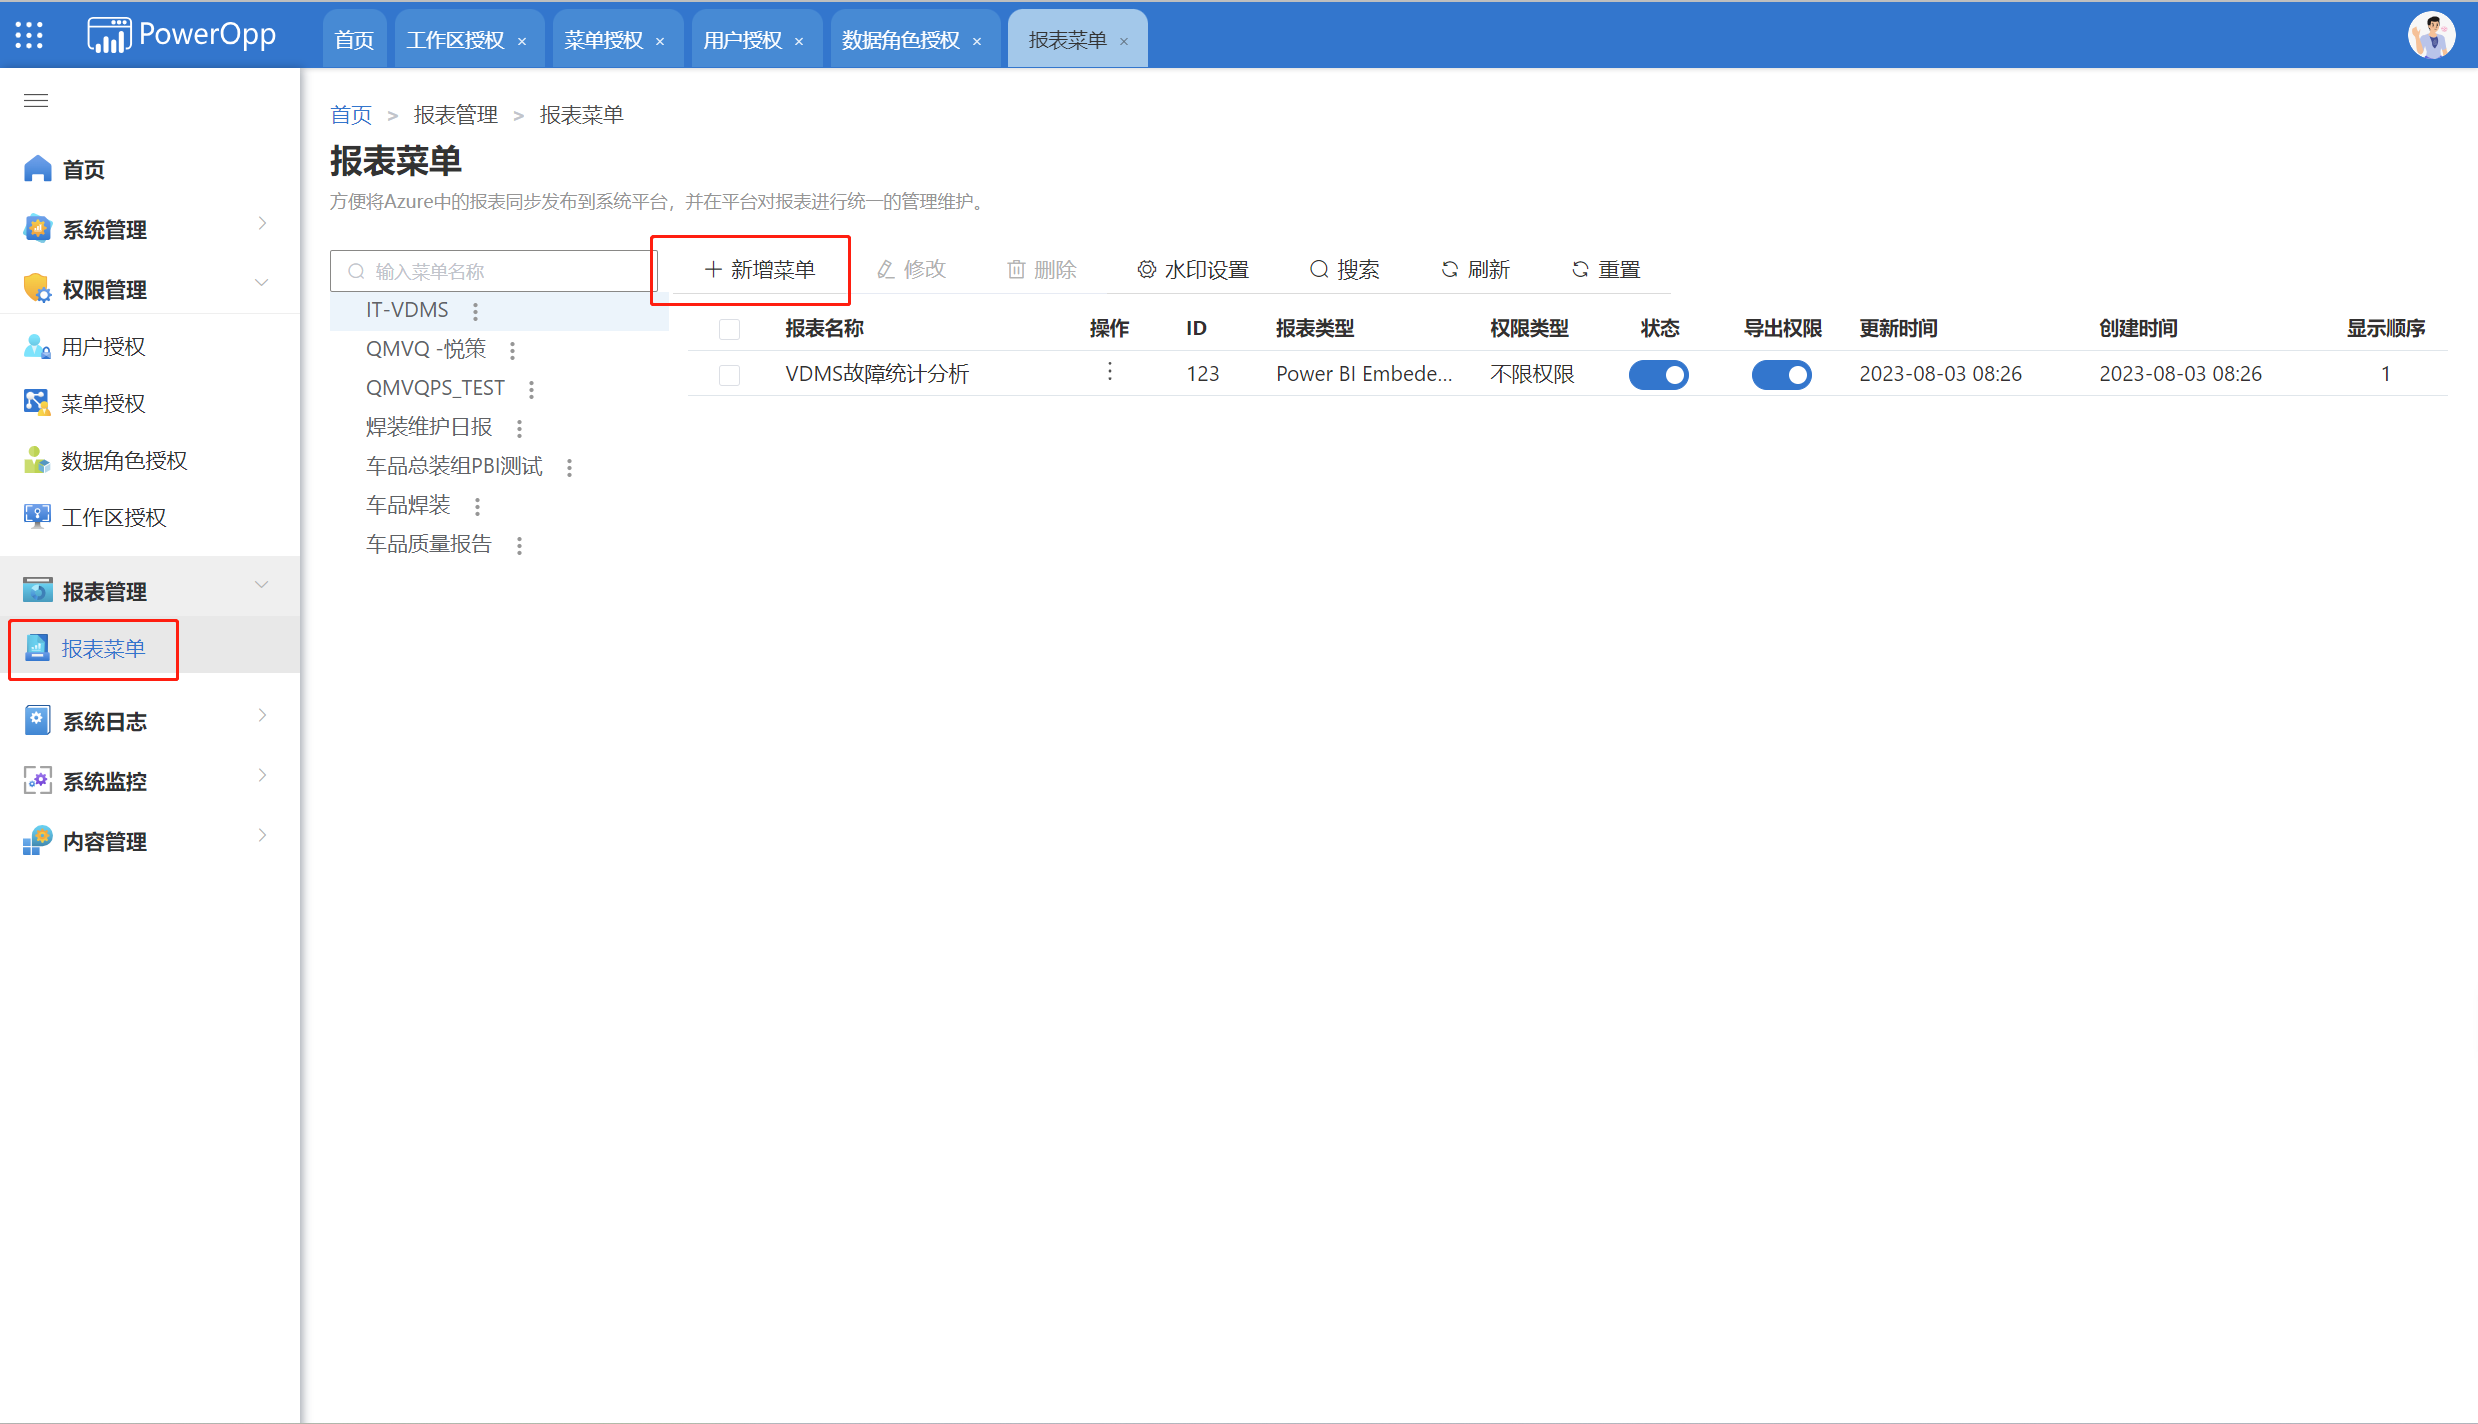 PowerOpp
首页
工作区授权 ×
菜单授权 ×
用户授权 ×
数据角色授权 ×
报表菜单 ×
首页
系统管理
权限管理
用户授权
菜单授权
数据角色授权
工作区授权
报表管理
报表菜单
系统日志
系统监控
内容管理
首页 > 报表管理 > 报表菜单
报表菜单
方便将Azure中的报表同步发布到系统平台，并在平台对报表进行统一的管理维护。
输入菜单名称
IT-VDMS
QMVQ -悦策
QMVQPS_TEST
焊装维护日报
车品总装组PBI测试
车品焊装
车品质量报告
新增菜单 修改 删除 水印设置 搜索 刷新 重置
报表名称 操作 ID 报表类型 权限类型 状态 导出权限 更新时间 创建时间 显示顺序
VDMS故障统计分析 123 Power BI Embede... 不限权限 2023-08-03 08:26 2023-08-03 08:26 1